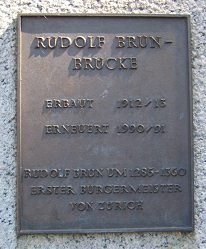 RUDOLF BRUN-
BRÜCKE
ERBAUT 1912/13
ERNEUERT 1990/91
RUDOLF BRUN UM 1285-1360
ERSTER BÜRGERMEISTER
VON ZÜRICH